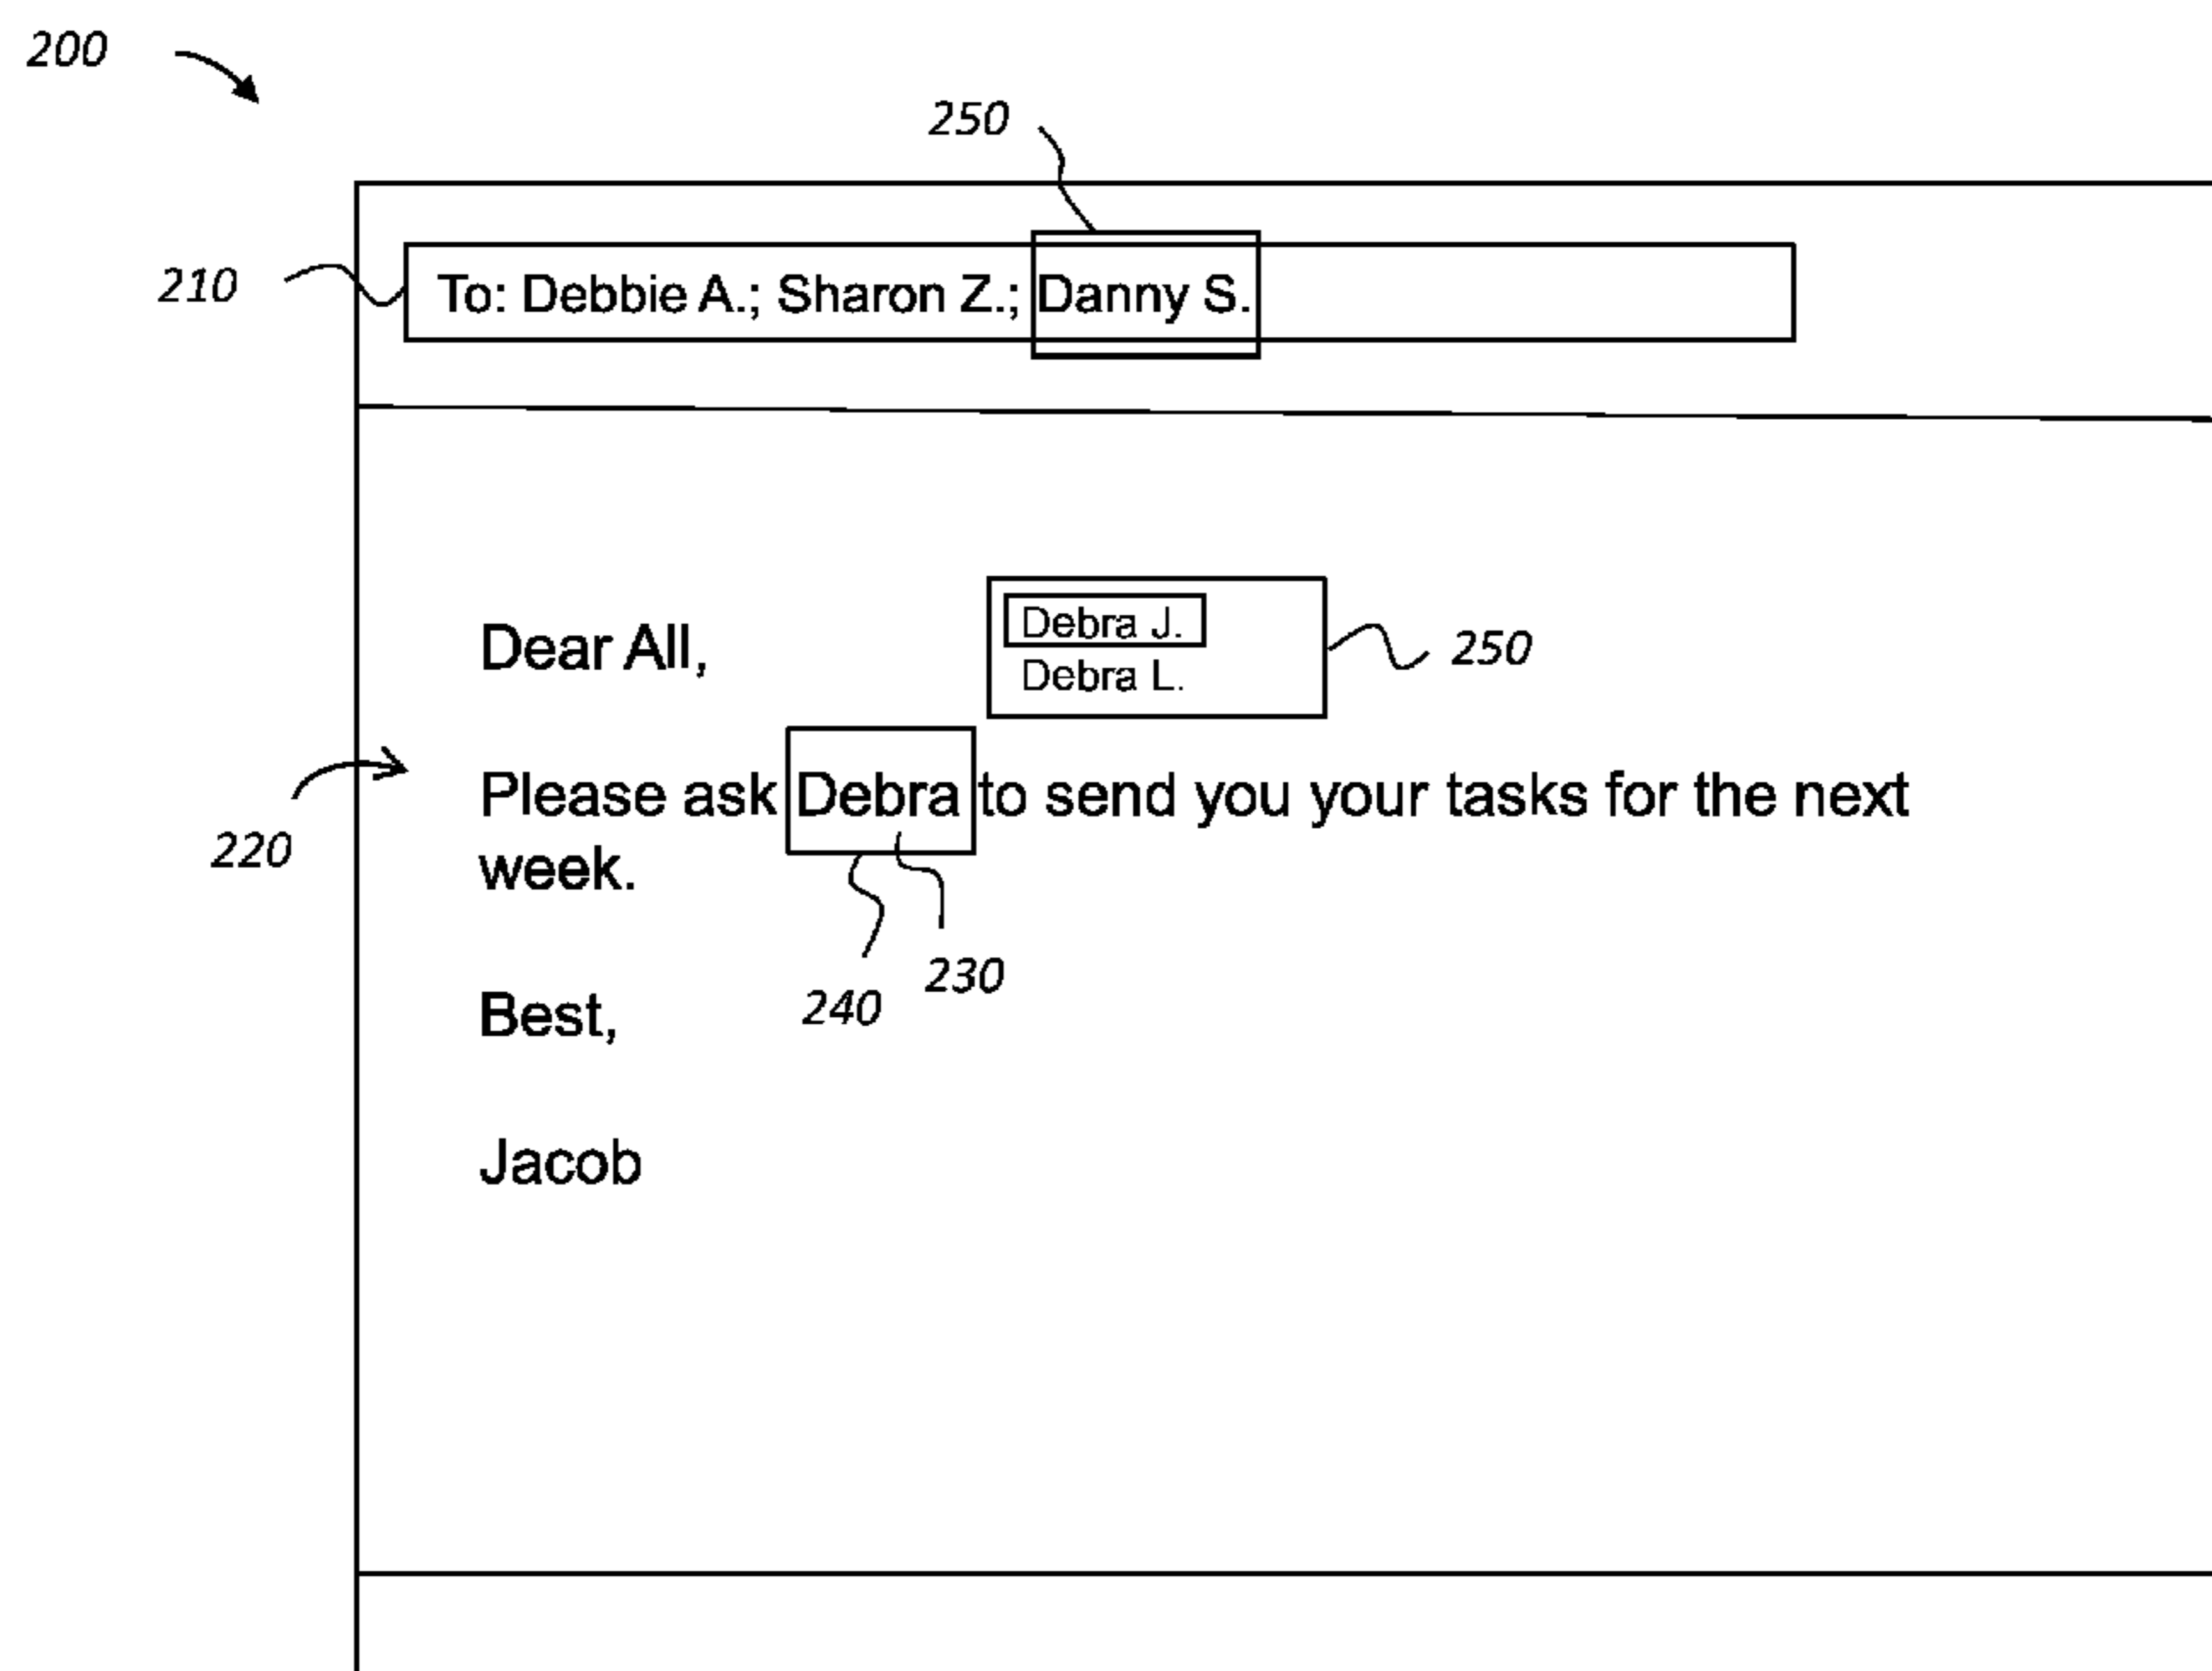 200
250
210
To: Debbie A.; Sharon Z.; Danny S.
Debra J.
Dear All,
250
Debra L.
Please ask Debra to send you your tasks for the next
220
week.
230
240
Best,
Jacob